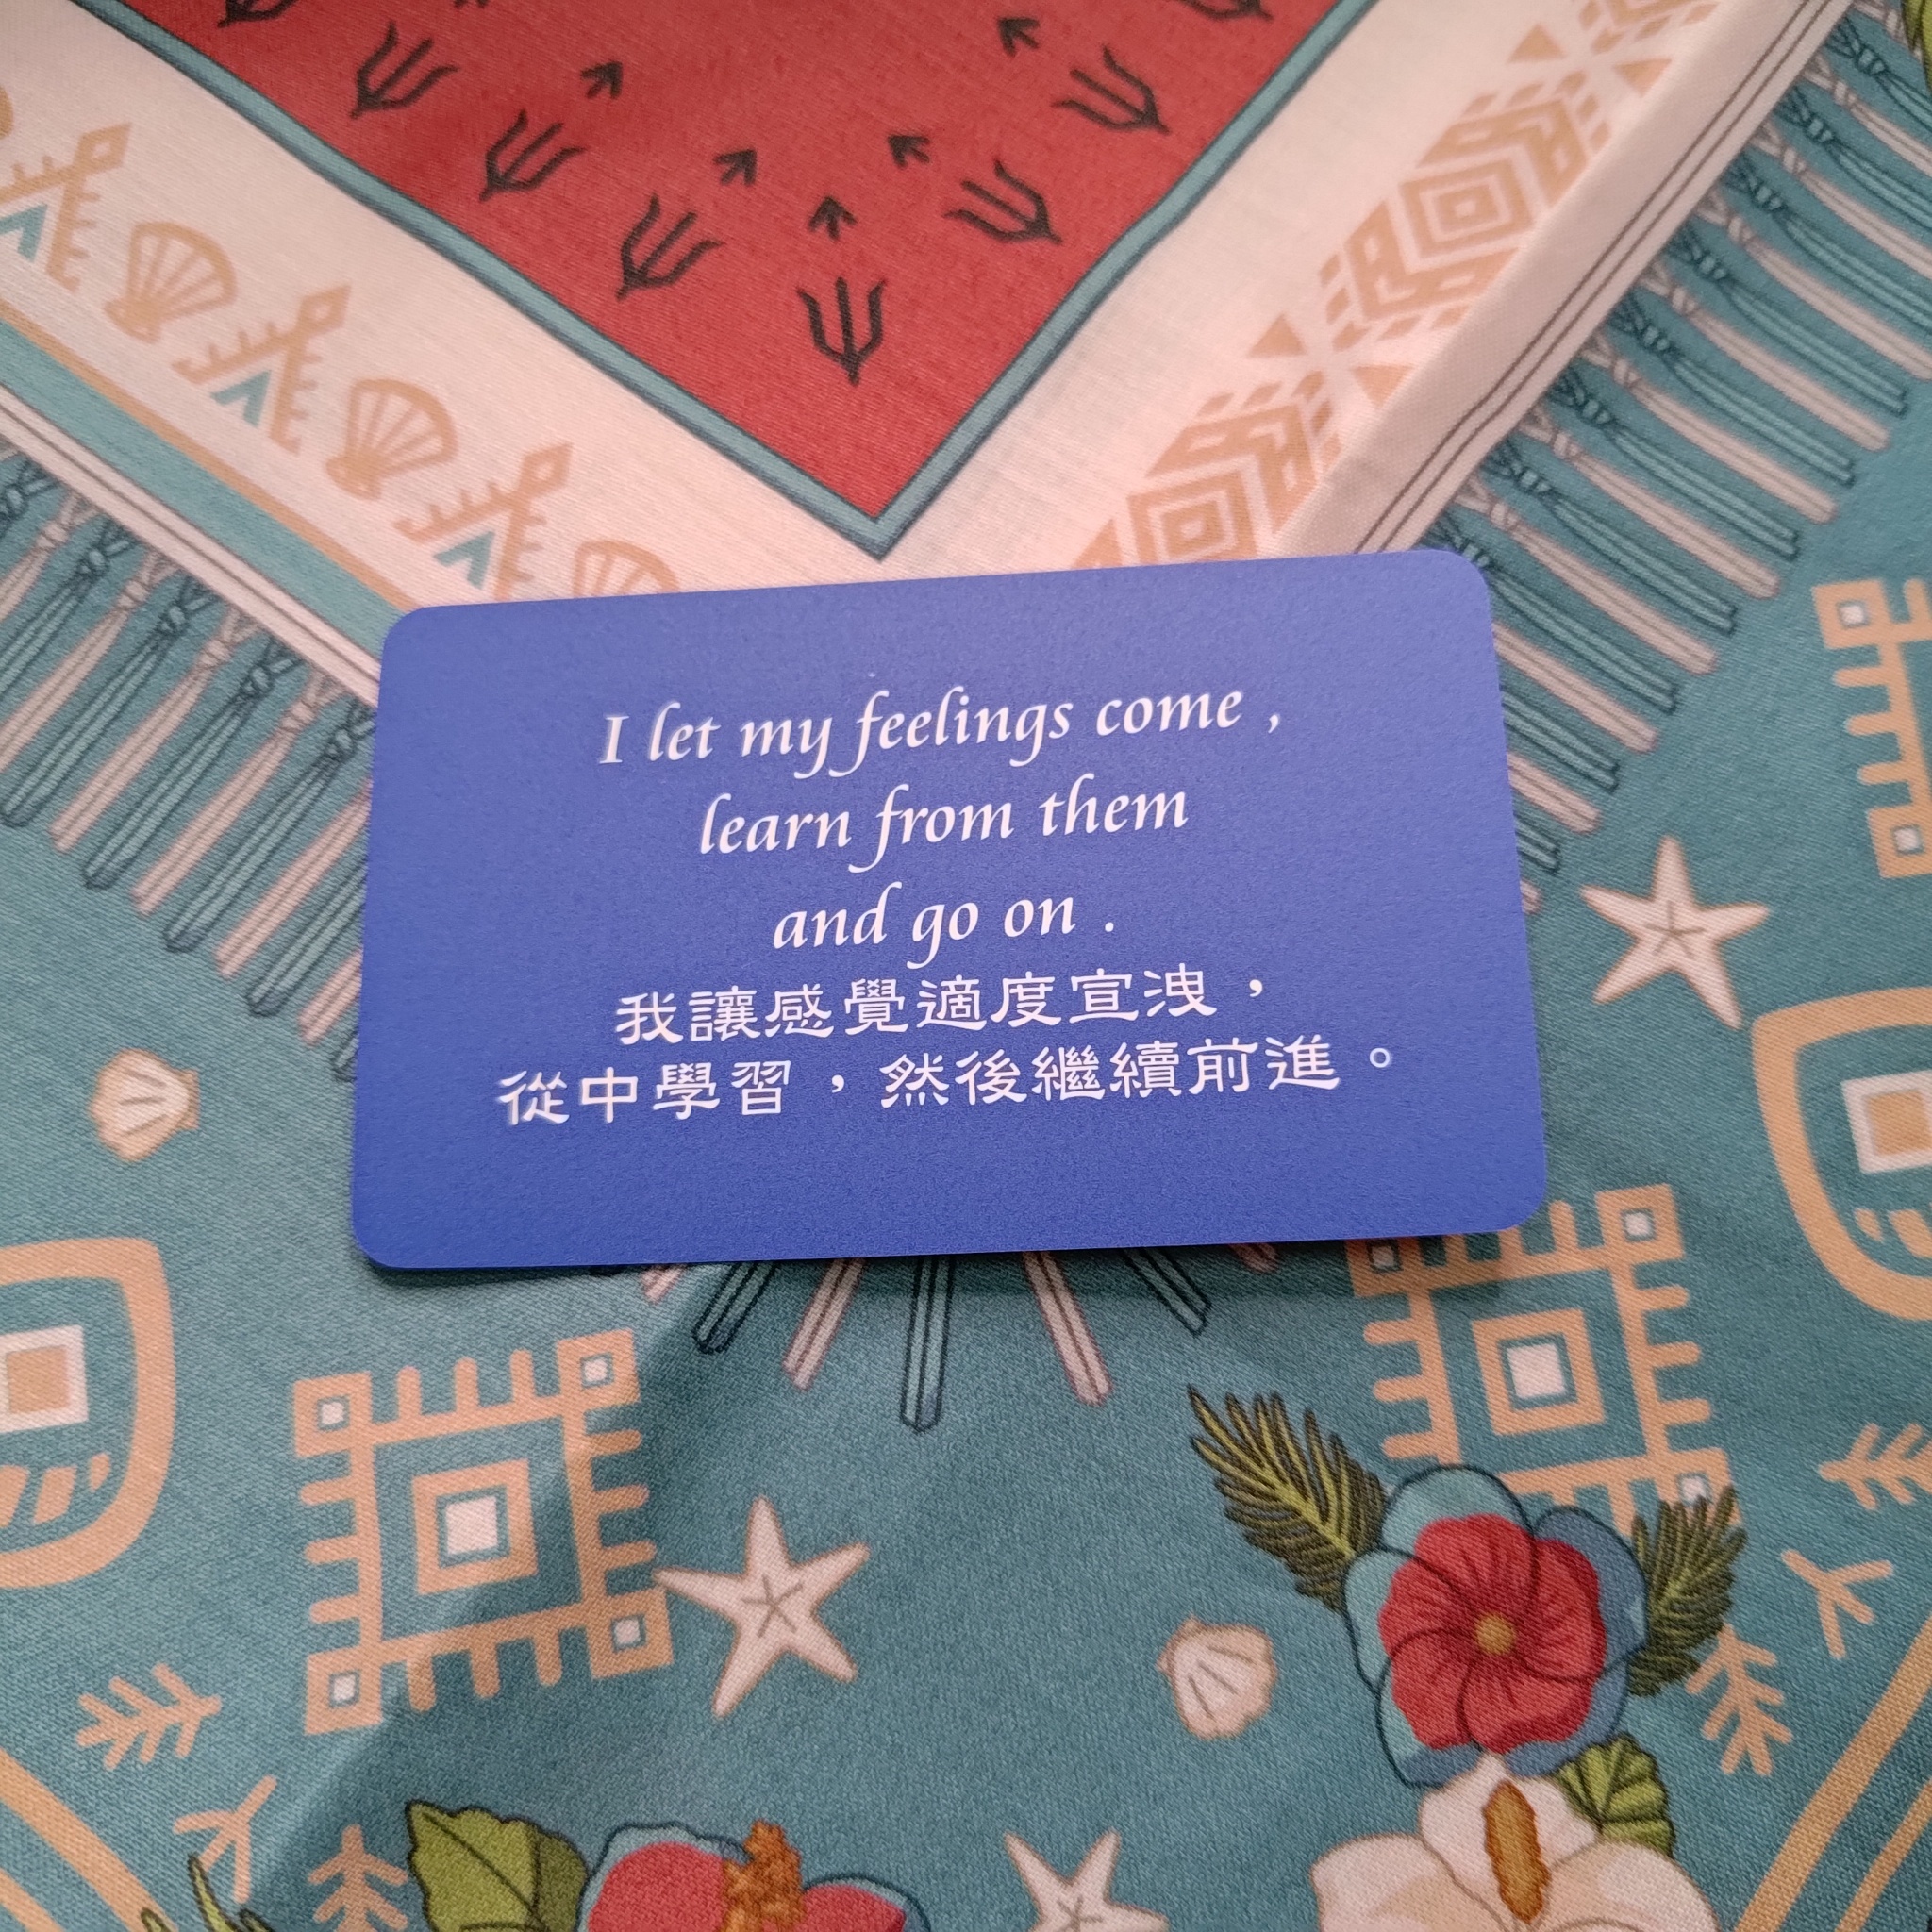 I let my feelings come ,
learn from them
and go on .
我讓感覺適度宣洩，
從中學習，然後繼續前進。